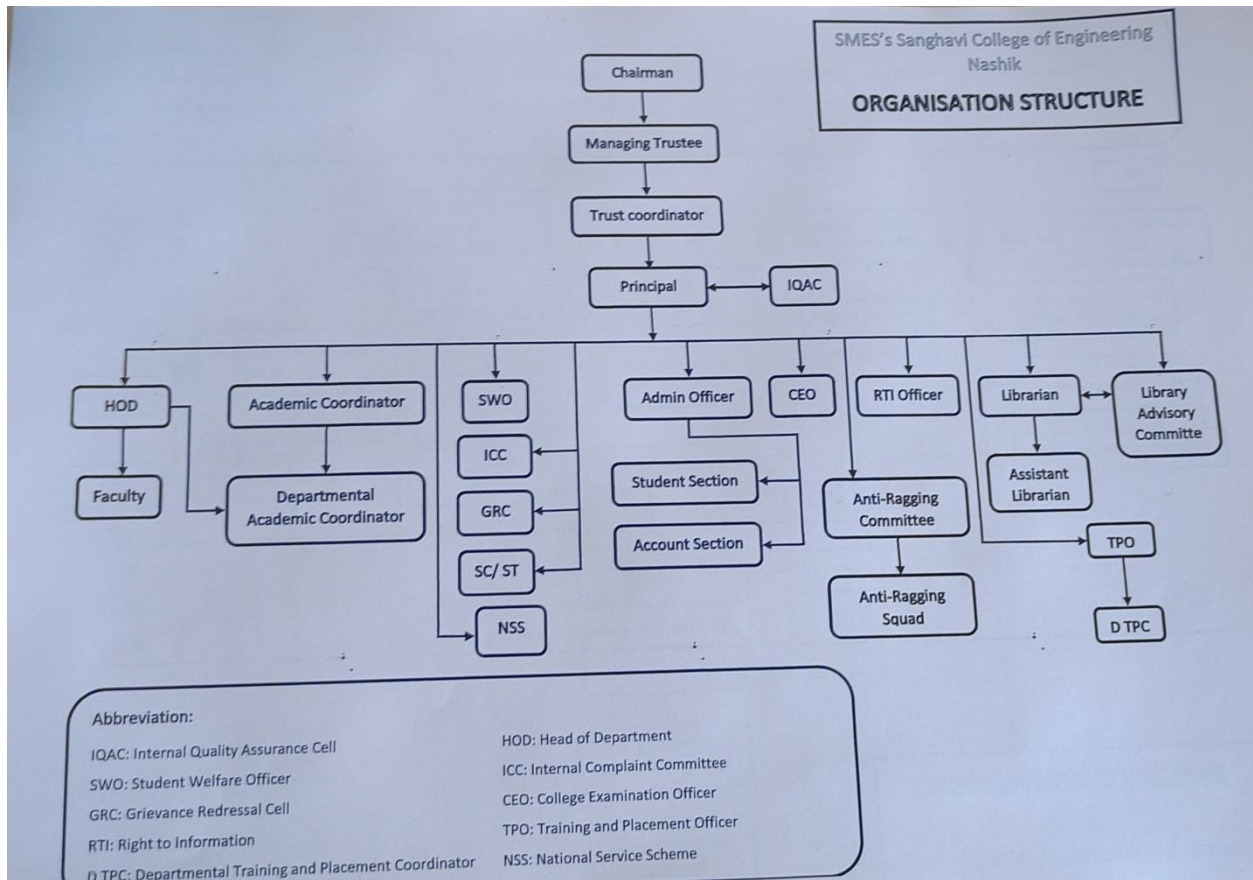 SMES's Sanghavi College of Engineering
Nashik
ORGANISATION STRUCTURE
Chairman
Managing Trustee
Trust coordinator
Principal
IQAC
HOD
Academic Coordinator
SWO
Admin Officer
CEO
RTI Officer
Librarian
Library
Advisory
Committe
ICC
Faculty
Departmental
Academic Coordinator
GRC
Student Section
Anti-Ragging
Committee
Assistant
Librarian
SC/ ST
Account Section
TPO
NSS
Anti-Ragging
Squad
D TPC
Abbreviation:
IQAC: Internal Quality Assurance Cell
SWO: Student Welfare Officer
GRC: Grievance Redressal Cell
RTI: Right to Information
D TPC: Departmental Training and Placement Coordinator
HOD: Head of Department
ICC: Internal Complaint Committee
CEO: College Examination Officer
TPO: Training and Placement Officer
NSS: National Service Scheme